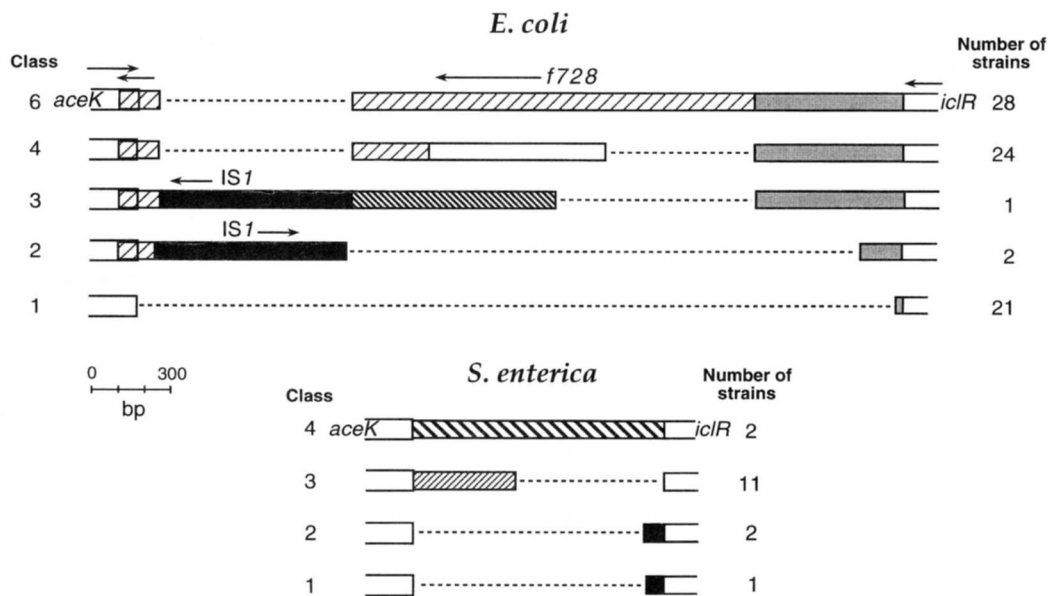 E. coli
Class
Number of
strains
f728
6 aceK iclR 28
4 24
IS1
3 1
IS1
2 2
1 21
0 300
bp
S. enterica
Class
Number of
strains
4 aceK iclR 2
3 11
2 2
1 1